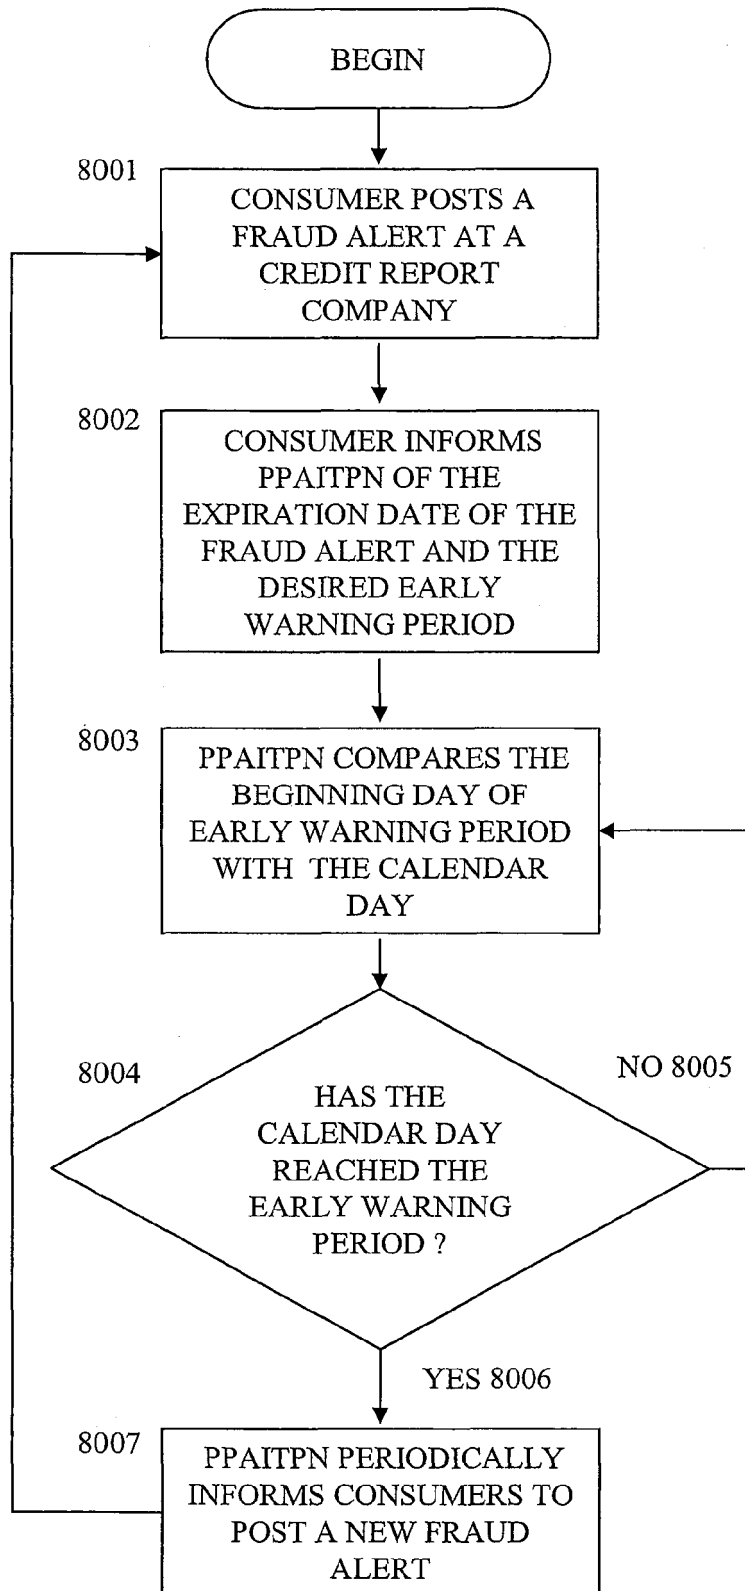 BEGIN
8001
CONSUMER POSTS A
FRAUD ALERT AT A
CREDIT REPORT
COMPANY
8002
CONSUMER INFORMS
PPAITPN OF THE
EXPIRATION DATE OF THE
FRAUD ALERT AND THE
DESIRED EARLY
WARNING PERIOD
8003
PPAITPN COMPARES THE
BEGINNING DAY OF
EARLY WARNING PERIOD
WITH THE CALENDAR
DAY
8004
NO 8005
HAS THE
CALENDAR DAY
REACHED THE
EARLY WARNING
PERIOD ?
YES 8006
8007
PPAITPN PERIODICALLY
INFORMS CONSUMERS TO
POST A NEW FRAUD
ALERT